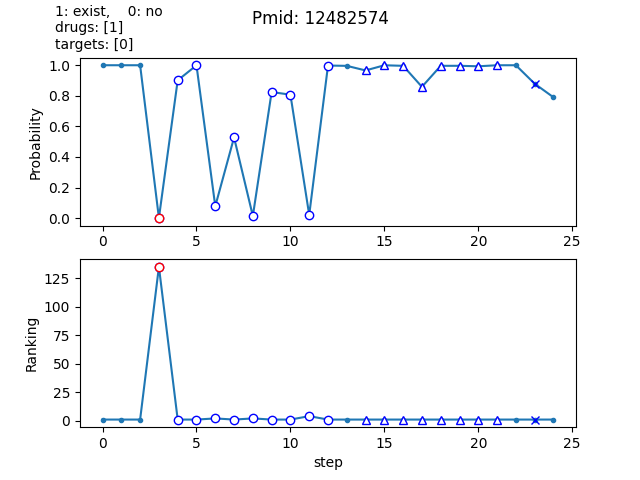 1: exist,    0: no
drugs: [1]
targets: [0]
Pmid: 12482574
Probability
1.0
0.8
0.6
0.4
0.2
0.0
0 5 10 15 20 25
Ranking
125
100
75
50
25
0
0 5 10 15 20 25
step